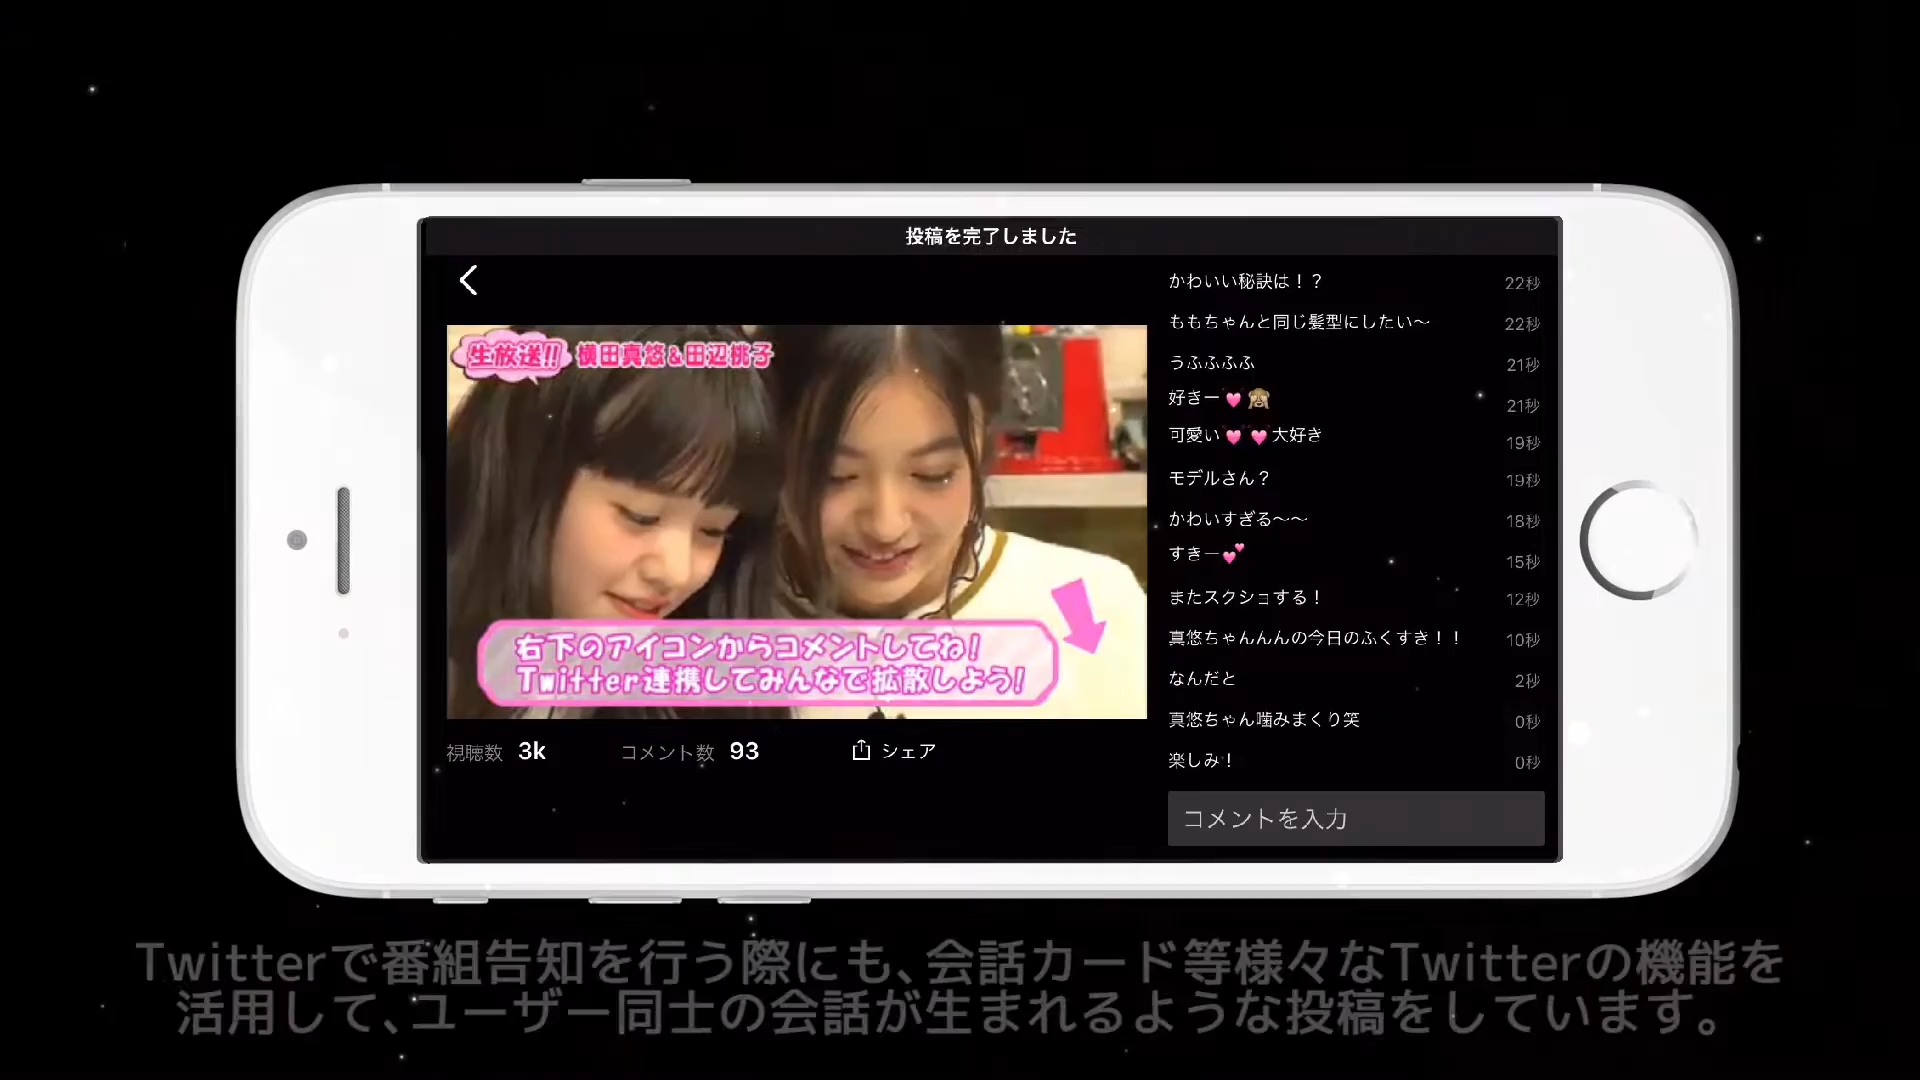 投稿を完了しました
生放送!! 横田真悠&田辺桃子
右下のアイコンからコメントしてね!
Twitter連携してみんなで拡散しよう!
視聴数 3k コメント数 93 シェア
かわいい秘訣は！？ 22秒
ももちゃんと同じ髪型にしたい〜 22秒
うふふふふ 21秒
好きー💓🙈 21秒
可愛い💓💓大好き 19秒
モデルさん？ 19秒
かわいすぎる〜〜 18秒
すきー💕 15秒
またスクショする！ 12秒
真悠ちゃんんんの今日のふくすき！！ 10秒
なんだと 2秒
真悠ちゃん噛みまくり笑 0秒
楽しみ！ 0秒
コメントを入力
Twitterで番組告知を行う際にも、会話カード等様々なTwitterの機能を
活用して、ユーザー同士の会話が生まれるような投稿をしています。